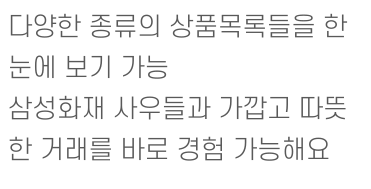 다양한 종류의 상품목록들을 한
눈에 보기 가능
삼성화재 사우들과 가깝고 따뜻
한 거래를 바로 경험 가능해요